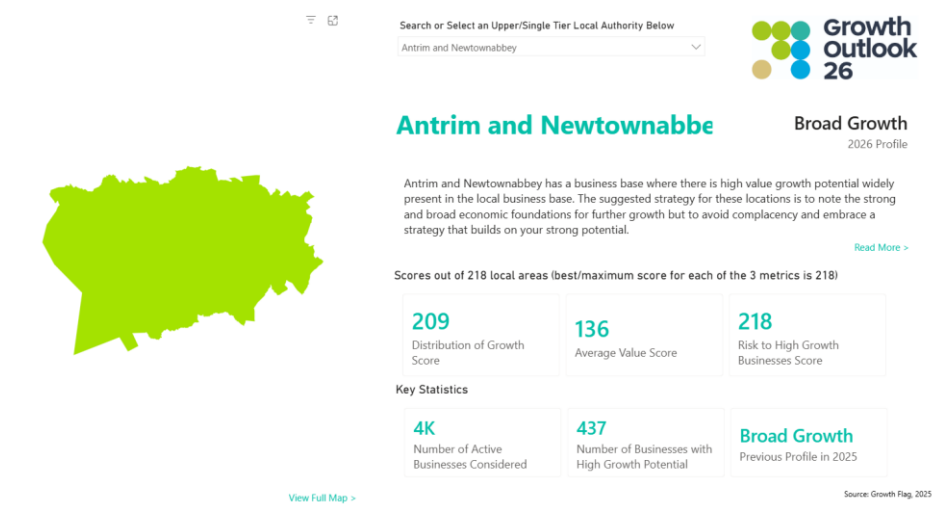 Search or Select an Upper/Single Tier Local Authority Below
Antrim and Newtownabbey
Growth
Outlook
26
Antrim and Newtownabbe
Broad Growth
2026 Profile
Antrim and Newtownabbey has a business base where there is high value growth potential widely
present in the local business base. The suggested strategy for these locations is to note the strong
and broad economic foundations for further growth but to avoid complacency and embrace a
strategy that builds on your strong potential.
Read More >
Scores out of 218 local areas (best/maximum score for each of the 3 metrics is 218)
209
Distribution of Growth
Score
136
Average Value Score
218
Risk to High Growth
Businesses Score
Key Statistics
4K
Number of Active
Businesses Considered
437
Number of Businesses with
High Growth Potential
Broad Growth
Previous Profile in 2025
View Full Map >
Source: Growth Flag, 2025